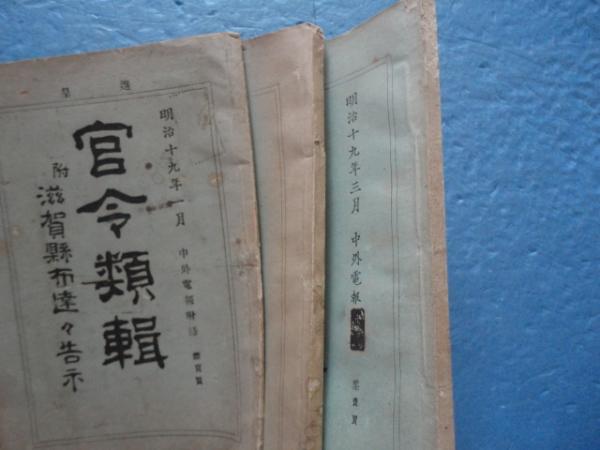 明治十九年三月 中外電報
明治十九年一月 中外電報附録
官令類輯
附滋賀縣布達々告示